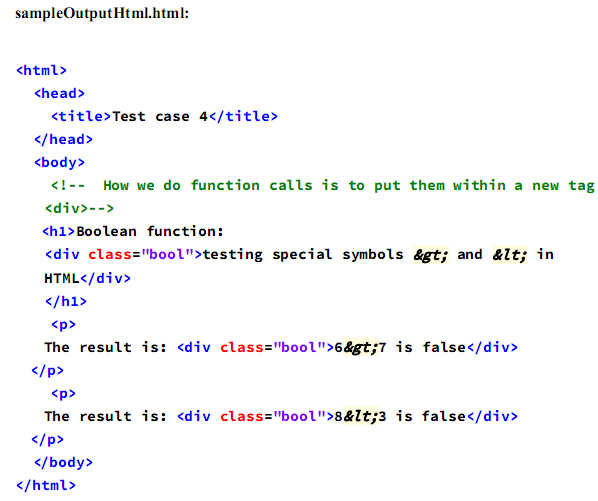 sampleOutputHtml.html:
<html>
<head>
<title>Test case 4</title>
</head>
<body>
<!-- How we do function calls is to put them within a new tag
<div>-->
<h1>Boolean function:
<div class="bool">testing special symbols &gt; and &lt; in
HTML</div>
</h1>
<p>
The result is: <div class="bool">6&gt;7 is false</div>
</p>
<p>
The result is: <div class="bool">8&lt;3 is false</div>
</p>
</body>
</html>